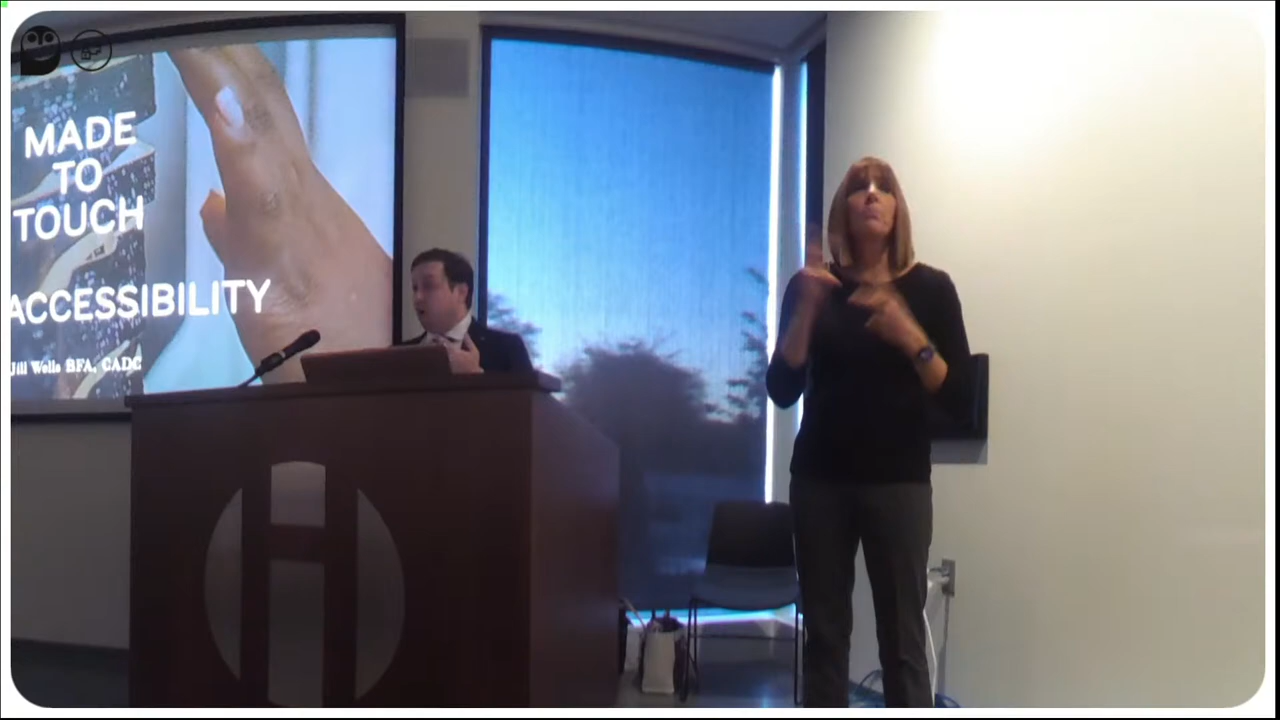 MADE
TO
TOUCH
ACCESSIBILITY
Jill Wells BFA, CADC